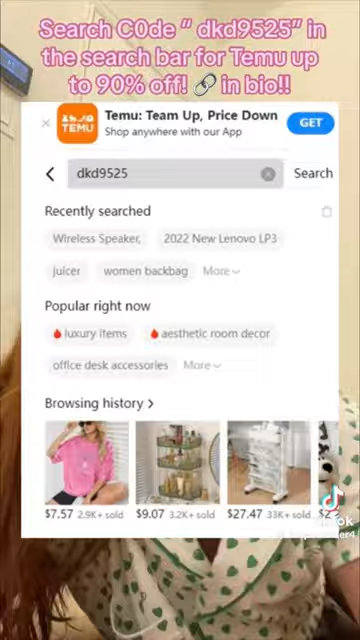 Search C0de “ dkd9525” in
the search bar for Temu up
to 90% off! 🔗 in bio!!
TEMU
Temu: Team Up, Price Down
Shop anywhere with our App
GET
dkd9525
Search
Recently searched
Wireless Speaker,
2022 New Lenovo LP3
juicer
women backbag
More
Popular right now
luxury items
aesthetic room decor
office desk accessories
More
Browsing history
$7.57 2.9K+ sold
$9.07 3.2K+ sold
$27.47 33K+ sold